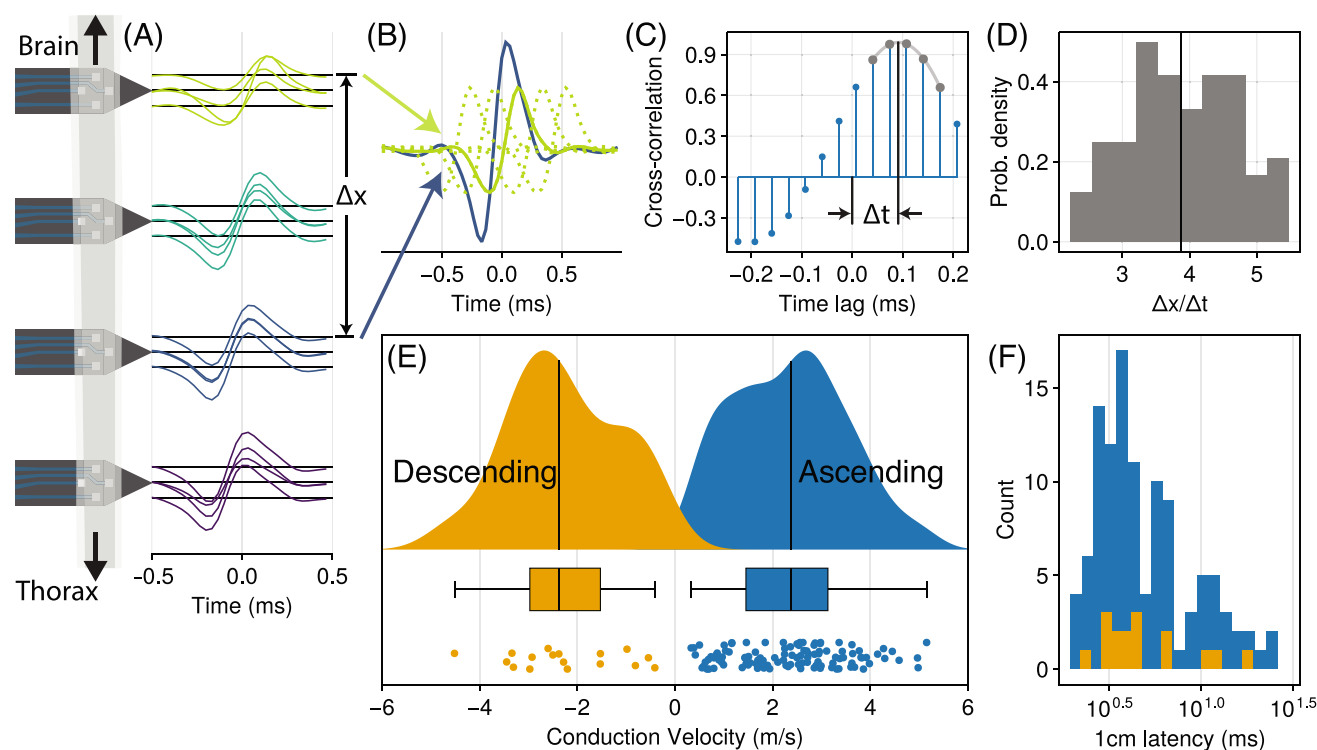 Brain
(A)
Δx
Thorax
-0.5 0.0 0.5
Time (ms)
(B)
−0.5 0.0 0.5
Time (ms)
(C)
Cross-correlation
0.9
0.6
0.3
0.0
−0.3
Δt
−0.2 −0.1 0.0 0.1 0.2
Time lag (ms)
(D)
Prob. density
0.4
0.2
0.0
3 4 5
Δx/Δt
(E)
Descending
Ascending
−6 −4 −2 0 2 4 6
Conduction Velocity (m/s)
(F)
Count
15
10
5
0
10^0.5 10^1.0 10^1.5
1cm latency (ms)